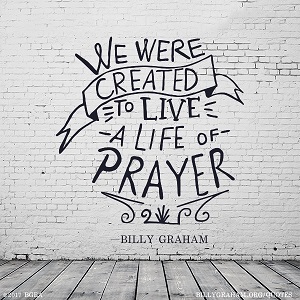 WE WERE
CREATED
TO LIVE
A LIFE OF
PRAYER
BILLY GRAHAM
©2017 BGEA
BILLYGRAHAM.ORG/QUOTES